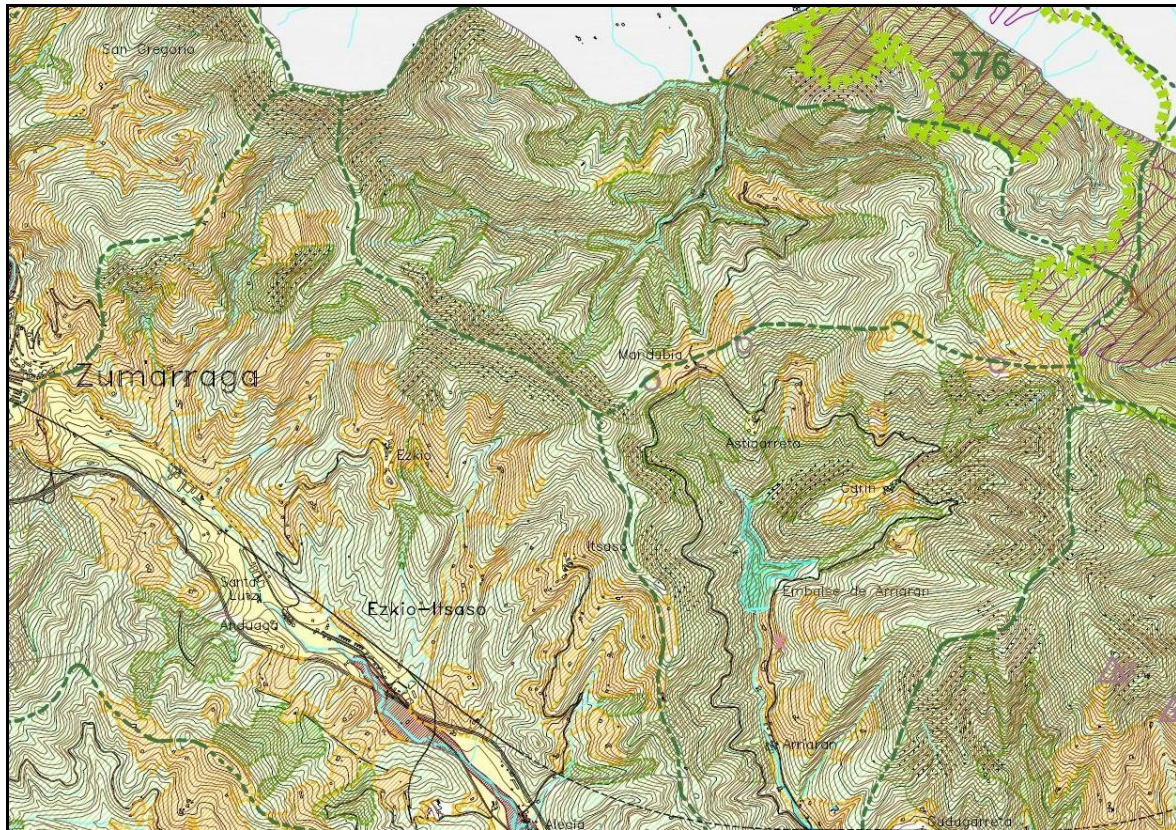 San Gregorio
376
Mandubia
Zumarraga
Astigarreta
Ezkio
Garin
Itsaso
Embalse de Arriaran
Santa
Lutzi
Ezkio-Itsaso
Anduaga
Arriaran
Alegia
Gudugarreta